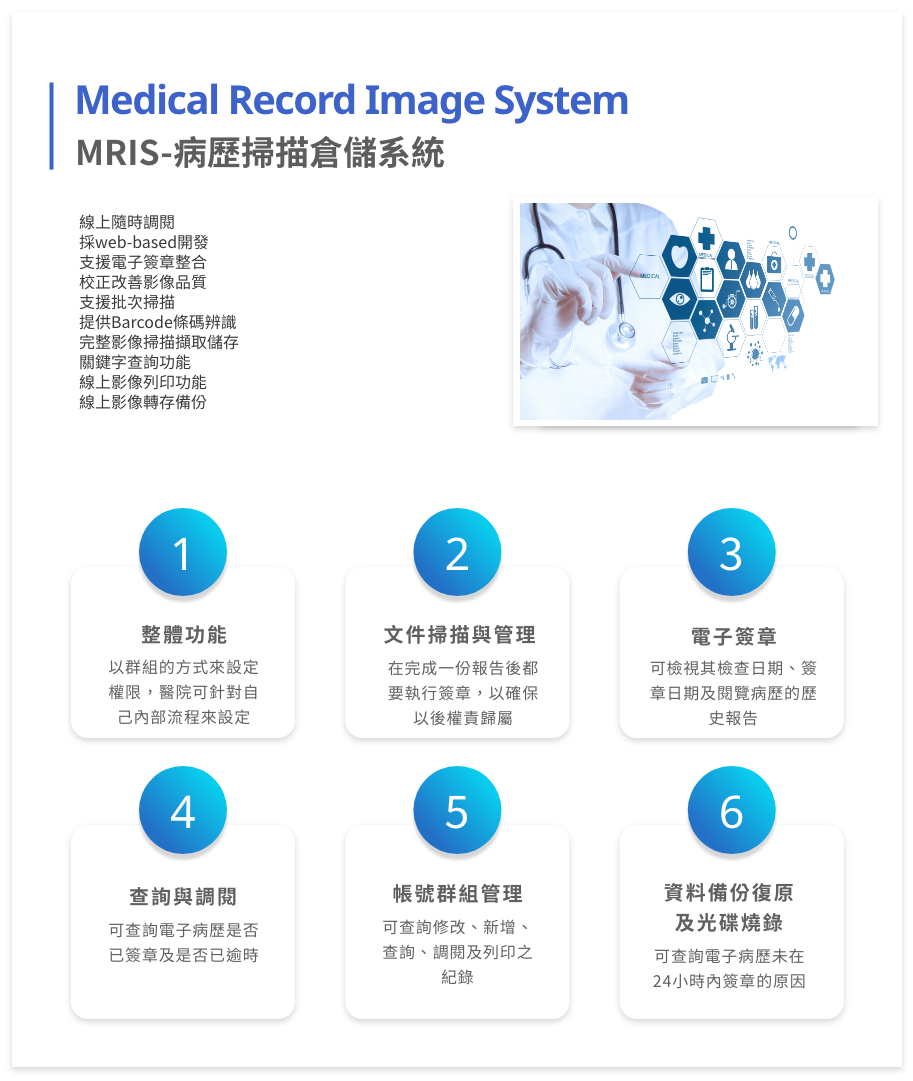 Medical Record Image System
MRIS-病歷掃描倉儲系統
線上隨時調閱
採web-based開發
支援電子簽章整合
校正改善影像品質
支援批次掃描
提供Barcode條碼辨識
完整影像掃描擷取儲存
關鍵字查詢功能
線上影像列印功能
線上影像轉存備份
MEDICAL
1
整體功能
以群組的方式來設定
權限，醫院可針對自
己內部流程來設定
2
文件掃描與管理
在完成一份報告後都
要執行簽章，以確保
以後權責歸屬
3
電子簽章
可檢視其檢查日期、簽
章日期及閱覽病歷的歷
史報告
4
查詢與調閱
可查詢電子病歷是否
已簽章及是否已逾時
5
帳號群組管理
可查詢修改、新增、
查詢、調閱及列印之
紀錄
6
資料備份復原
及光碟燒錄
可查詢電子病歷未在
24小時內簽章的原因